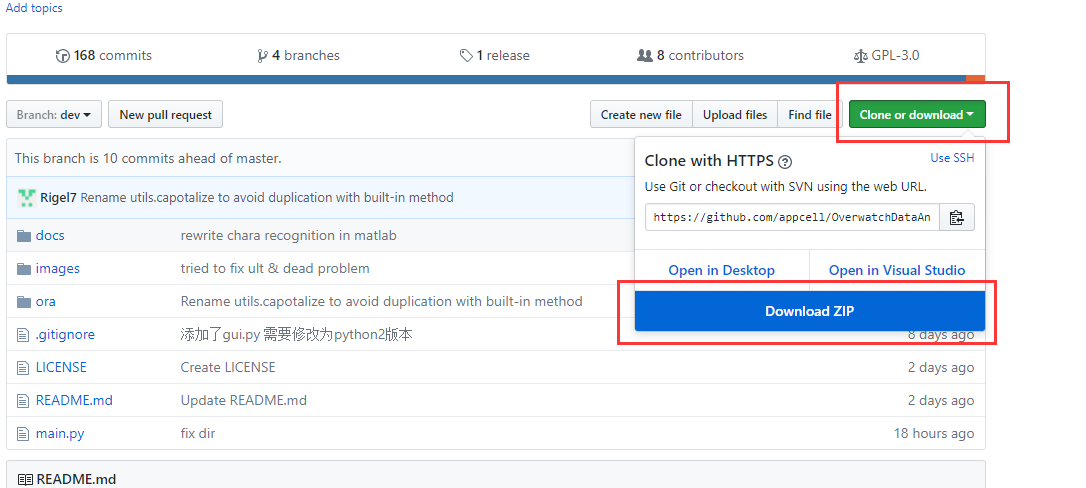 Add topics
168 commits 4 branches 1 release 8 contributors GPL-3.0
Branch: dev New pull request Create new file Upload files Find file Clone or download
This branch is 10 commits ahead of master.
Clone with HTTPS ? Use SSH
Use Git or checkout with SVN using the web URL.
Rigel7 Rename utils.capotalize to avoid duplication with built-in method
https://github.com/appcell/OverwatchDataAn
docs rewrite chara recognition in matlab
images tried to fix ult & dead problem
Open in Desktop Open in Visual Studio
ora Rename utils.capotalize to avoid duplication with built-in method
Download ZIP
.gitignore 添加了gui.py 需要修改为python2版本 8 days ago
LICENSE Create LICENSE 2 days ago
README.md Update README.md 2 days ago
main.py fix dir 18 hours ago
README.md